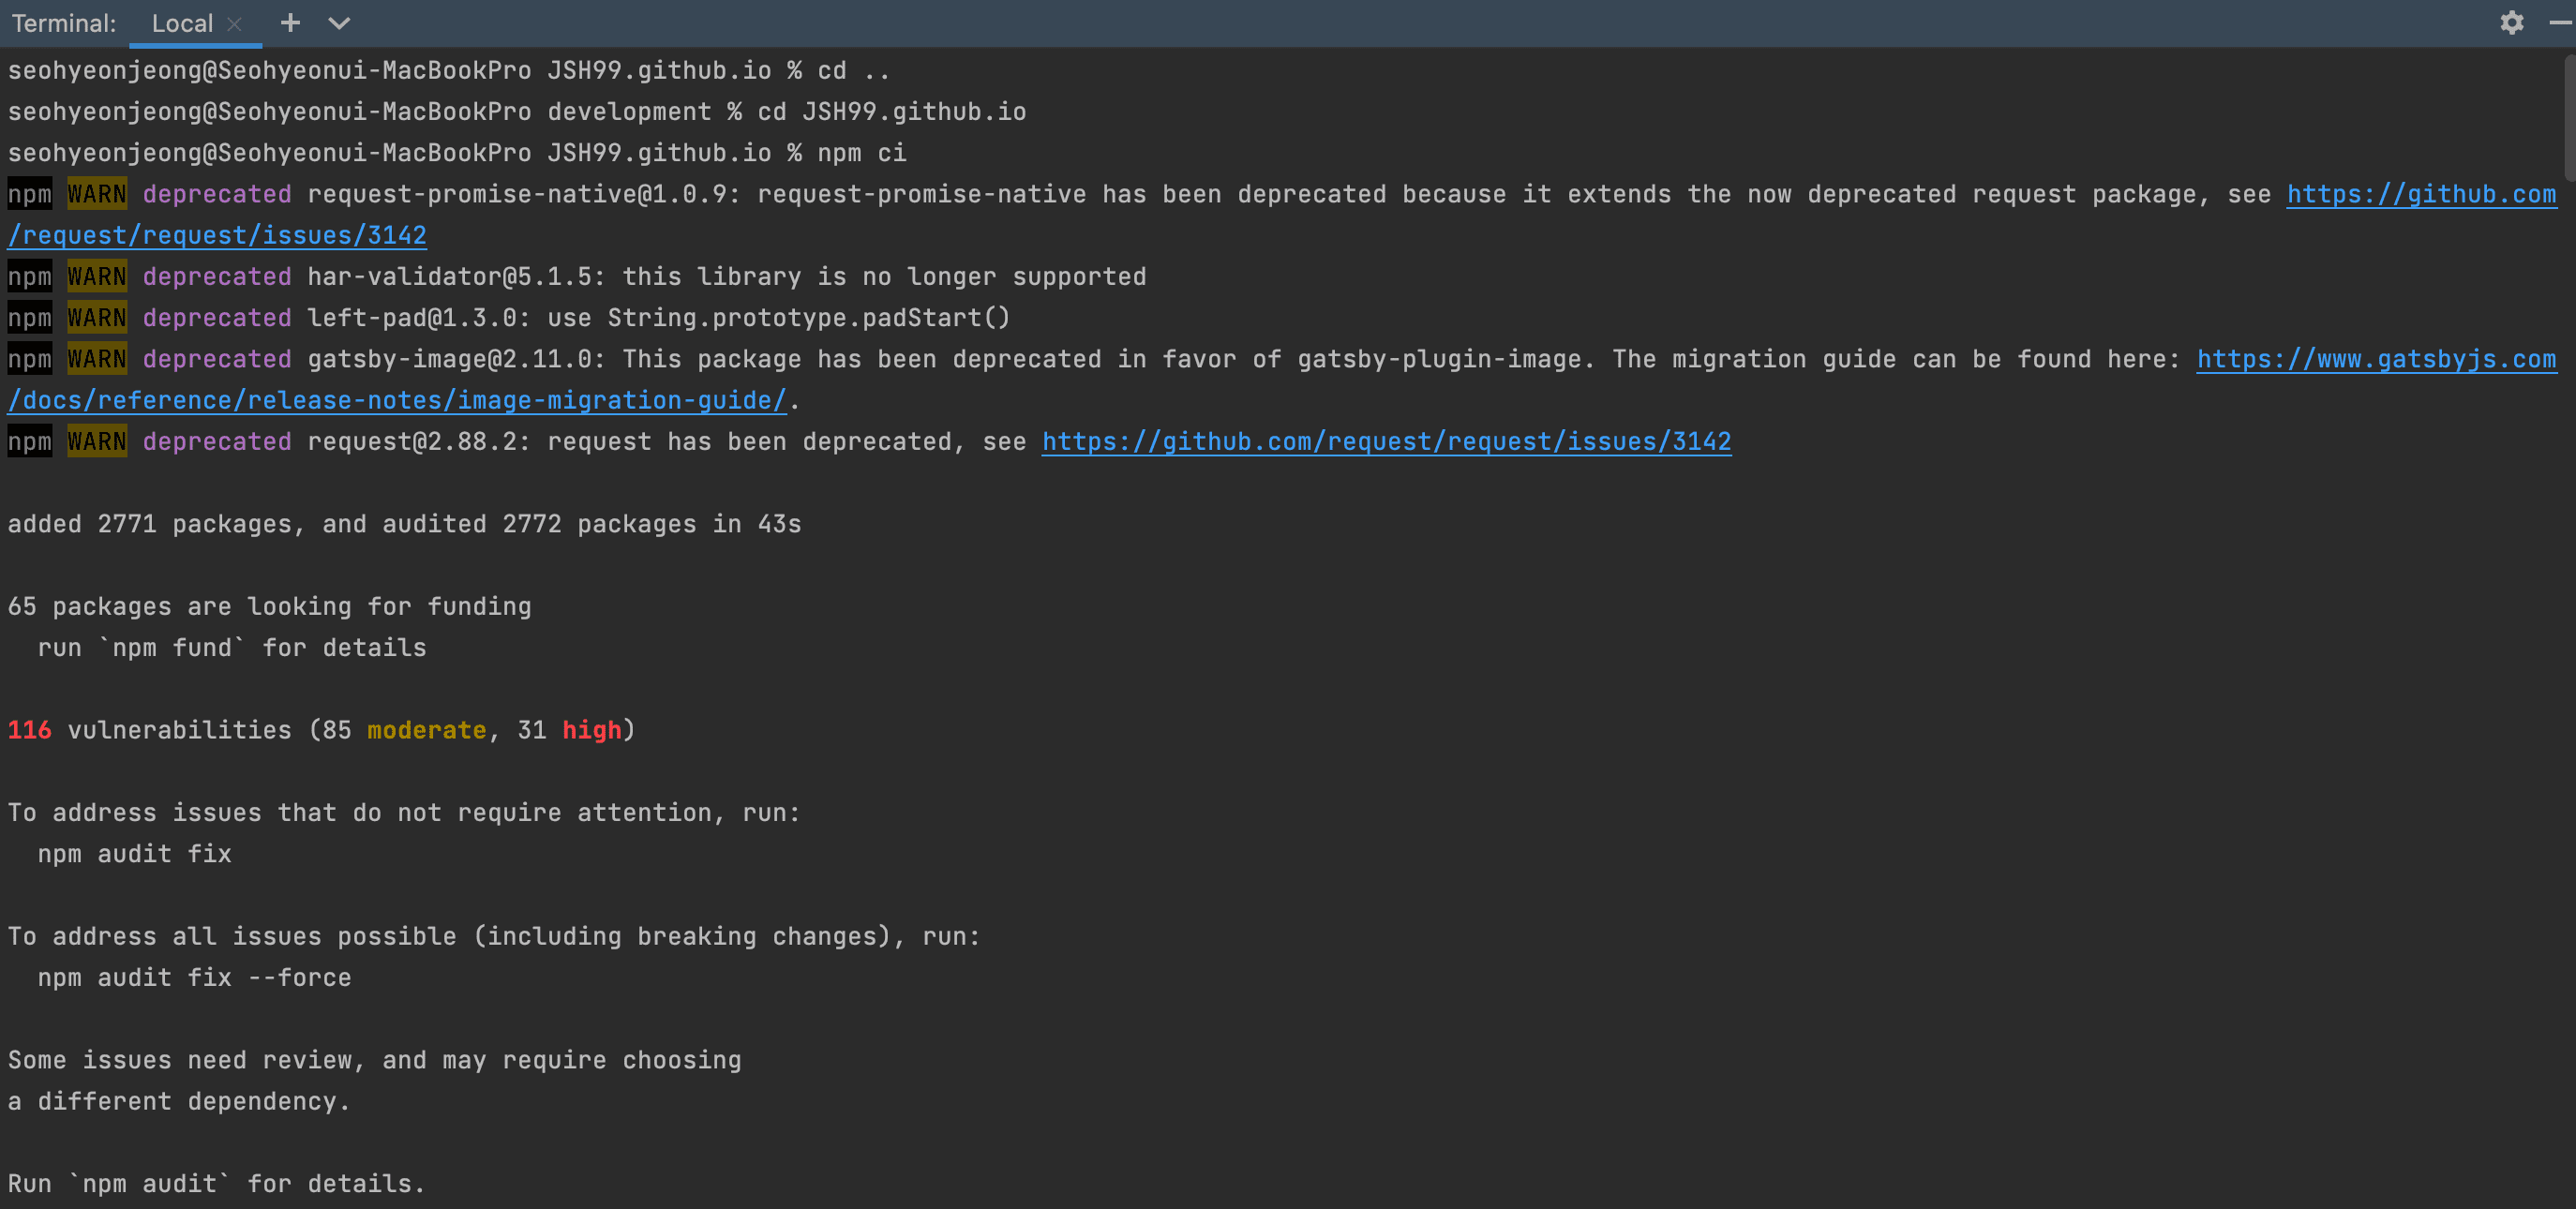 Terminal: Local
seohyeonjeong@Seohyeonui-MacBookPro JSH99.github.io % cd ..
seohyeonjeong@Seohyeonui-MacBookPro development % cd JSH99.github.io
seohyeonjeong@Seohyeonui-MacBookPro JSH99.github.io % npm ci
npm WARN deprecated request-promise-native@1.0.9: request-promise-native has been deprecated because it extends the now deprecated request package, see https://github.com
/request/request/issues/3142
npm WARN deprecated har-validator@5.1.5: this library is no longer supported
npm WARN deprecated left-pad@1.3.0: use String.prototype.padStart()
npm WARN deprecated gatsby-image@2.11.0: This package has been deprecated in favor of gatsby-plugin-image. The migration guide can be found here: https://www.gatsbyjs.com
/docs/reference/release-notes/image-migration-guide/.
npm WARN deprecated request@2.88.2: request has been deprecated, see https://github.com/request/request/issues/3142
added 2771 packages, and audited 2772 packages in 43s
65 packages are looking for funding
  run `npm fund` for details
116 vulnerabilities (85 moderate, 31 high)
To address issues that do not require attention, run:
  npm audit fix
To address all issues possible (including breaking changes), run:
  npm audit fix --force
Some issues need review, and may require choosing
a different dependency.
Run `npm audit` for details.